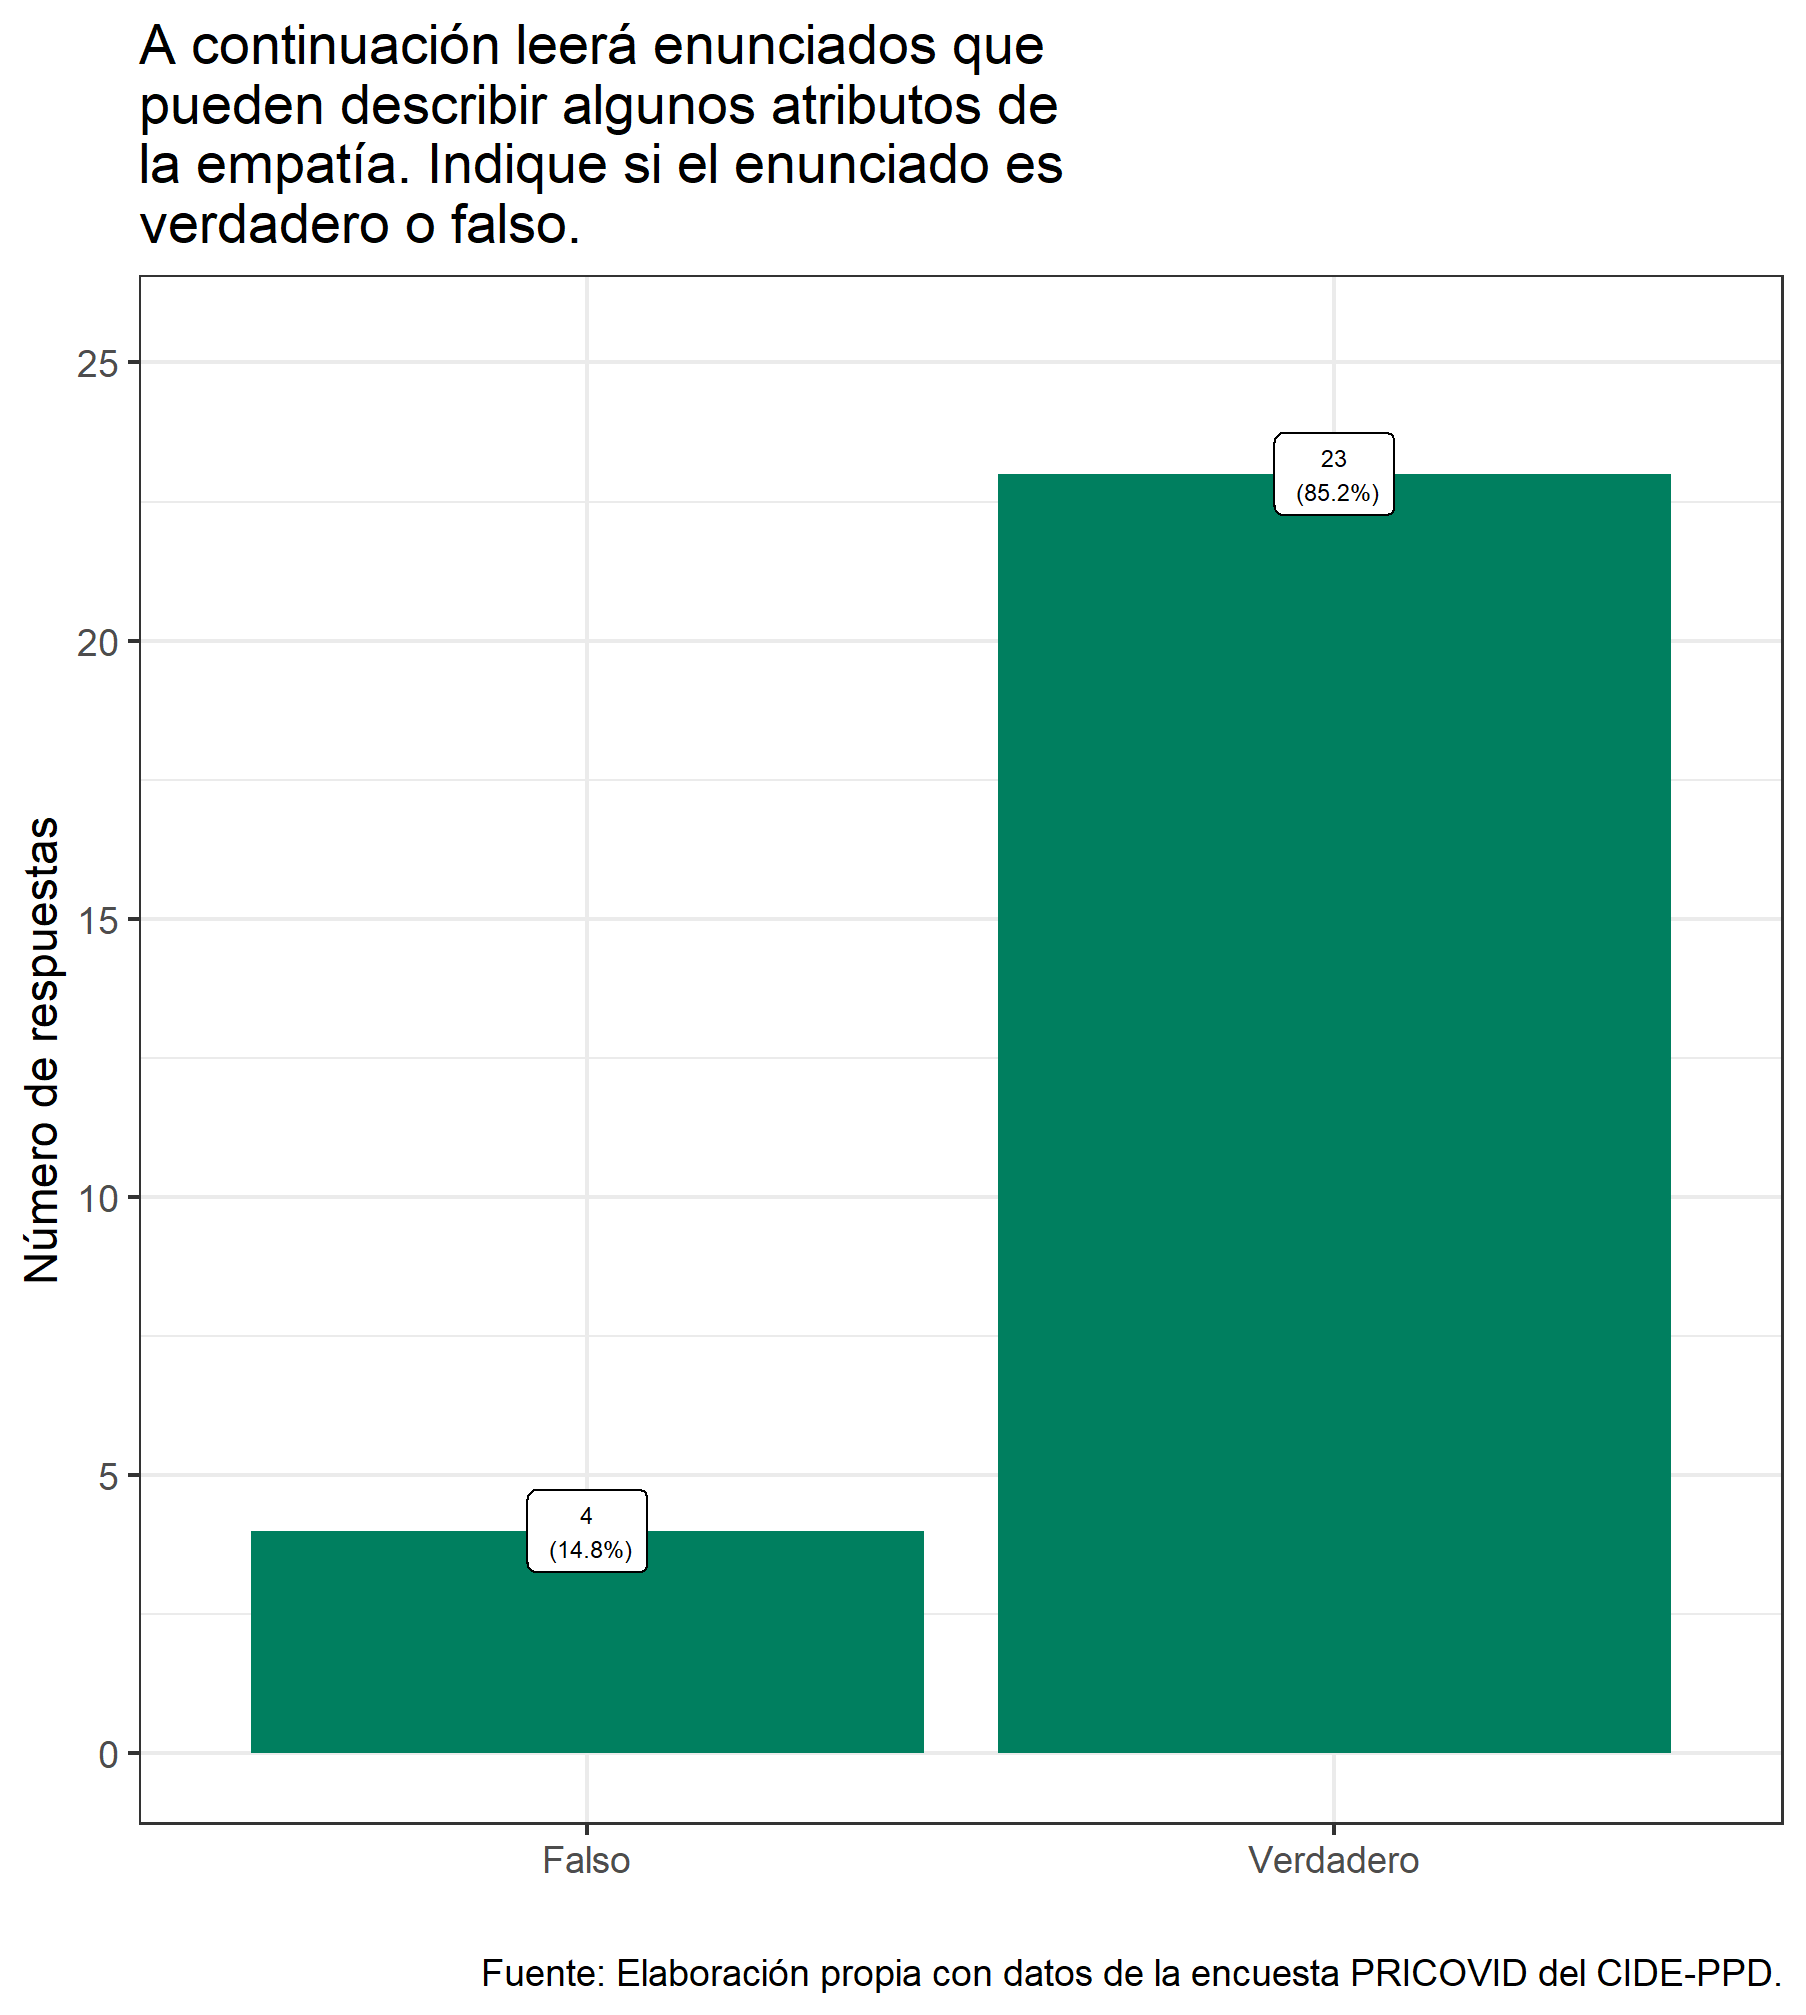 A continuación leerá enunciados que
pueden describir algunos atributos de
la empatía. Indique si el enunciado es
verdadero o falso.
Número de respuestas
25
20
15
10
5
0
23
(85.2%)
4
(14.8%)
Falso
Verdadero
Fuente: Elaboración propia con datos de la encuesta PRICOVID del CIDE-PPD.